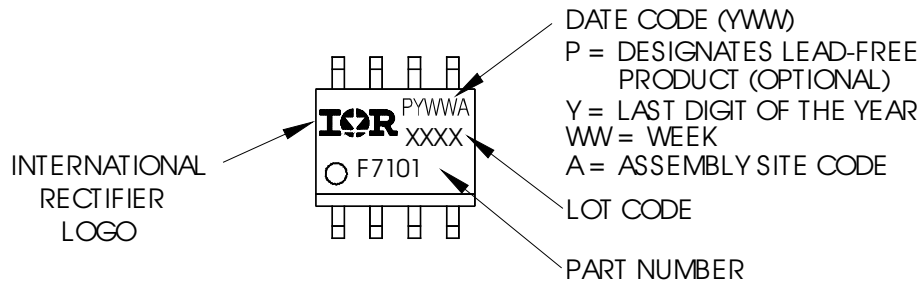 DATE CODE (YWW)
P = DESIGNATES LEAD-FREE
PRODUCT (OPTIONAL)
Y = LAST DIGIT OF THE YEAR
WW = WEEK
A = ASSEMBLY SITE CODE
LOT CODE
PART NUMBER
INTERNATIONAL
RECTIFIER
LOGO
IOR
PYWWA
XXXX
F7101